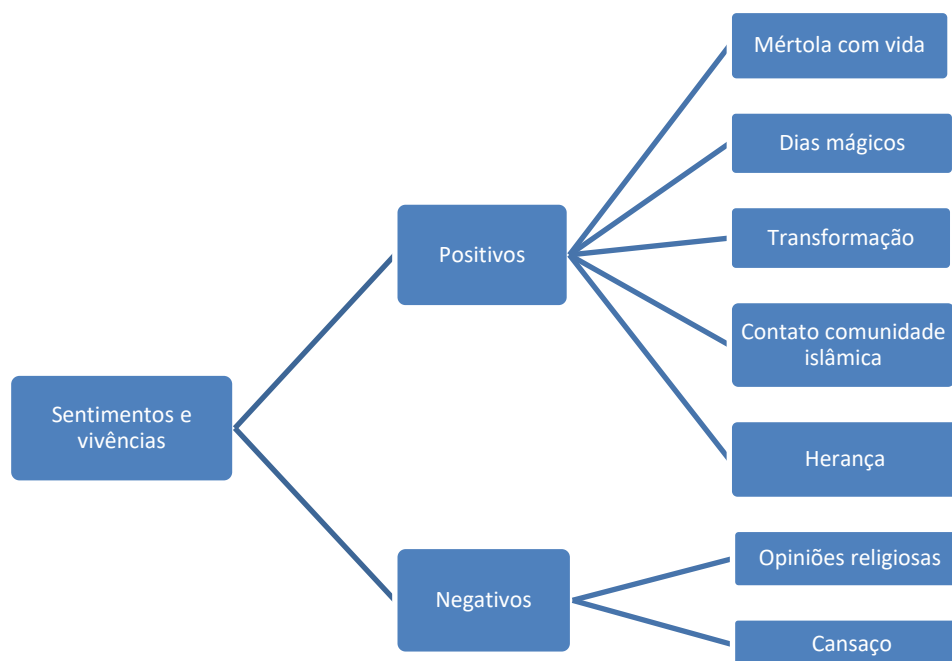 Mértola com vida
Dias mágicos
Positivos
Transformação
Contato comunidade
islâmica
Sentimentos e
vivências
Herança
Opiniões religiosas
Negativos
Cansaço